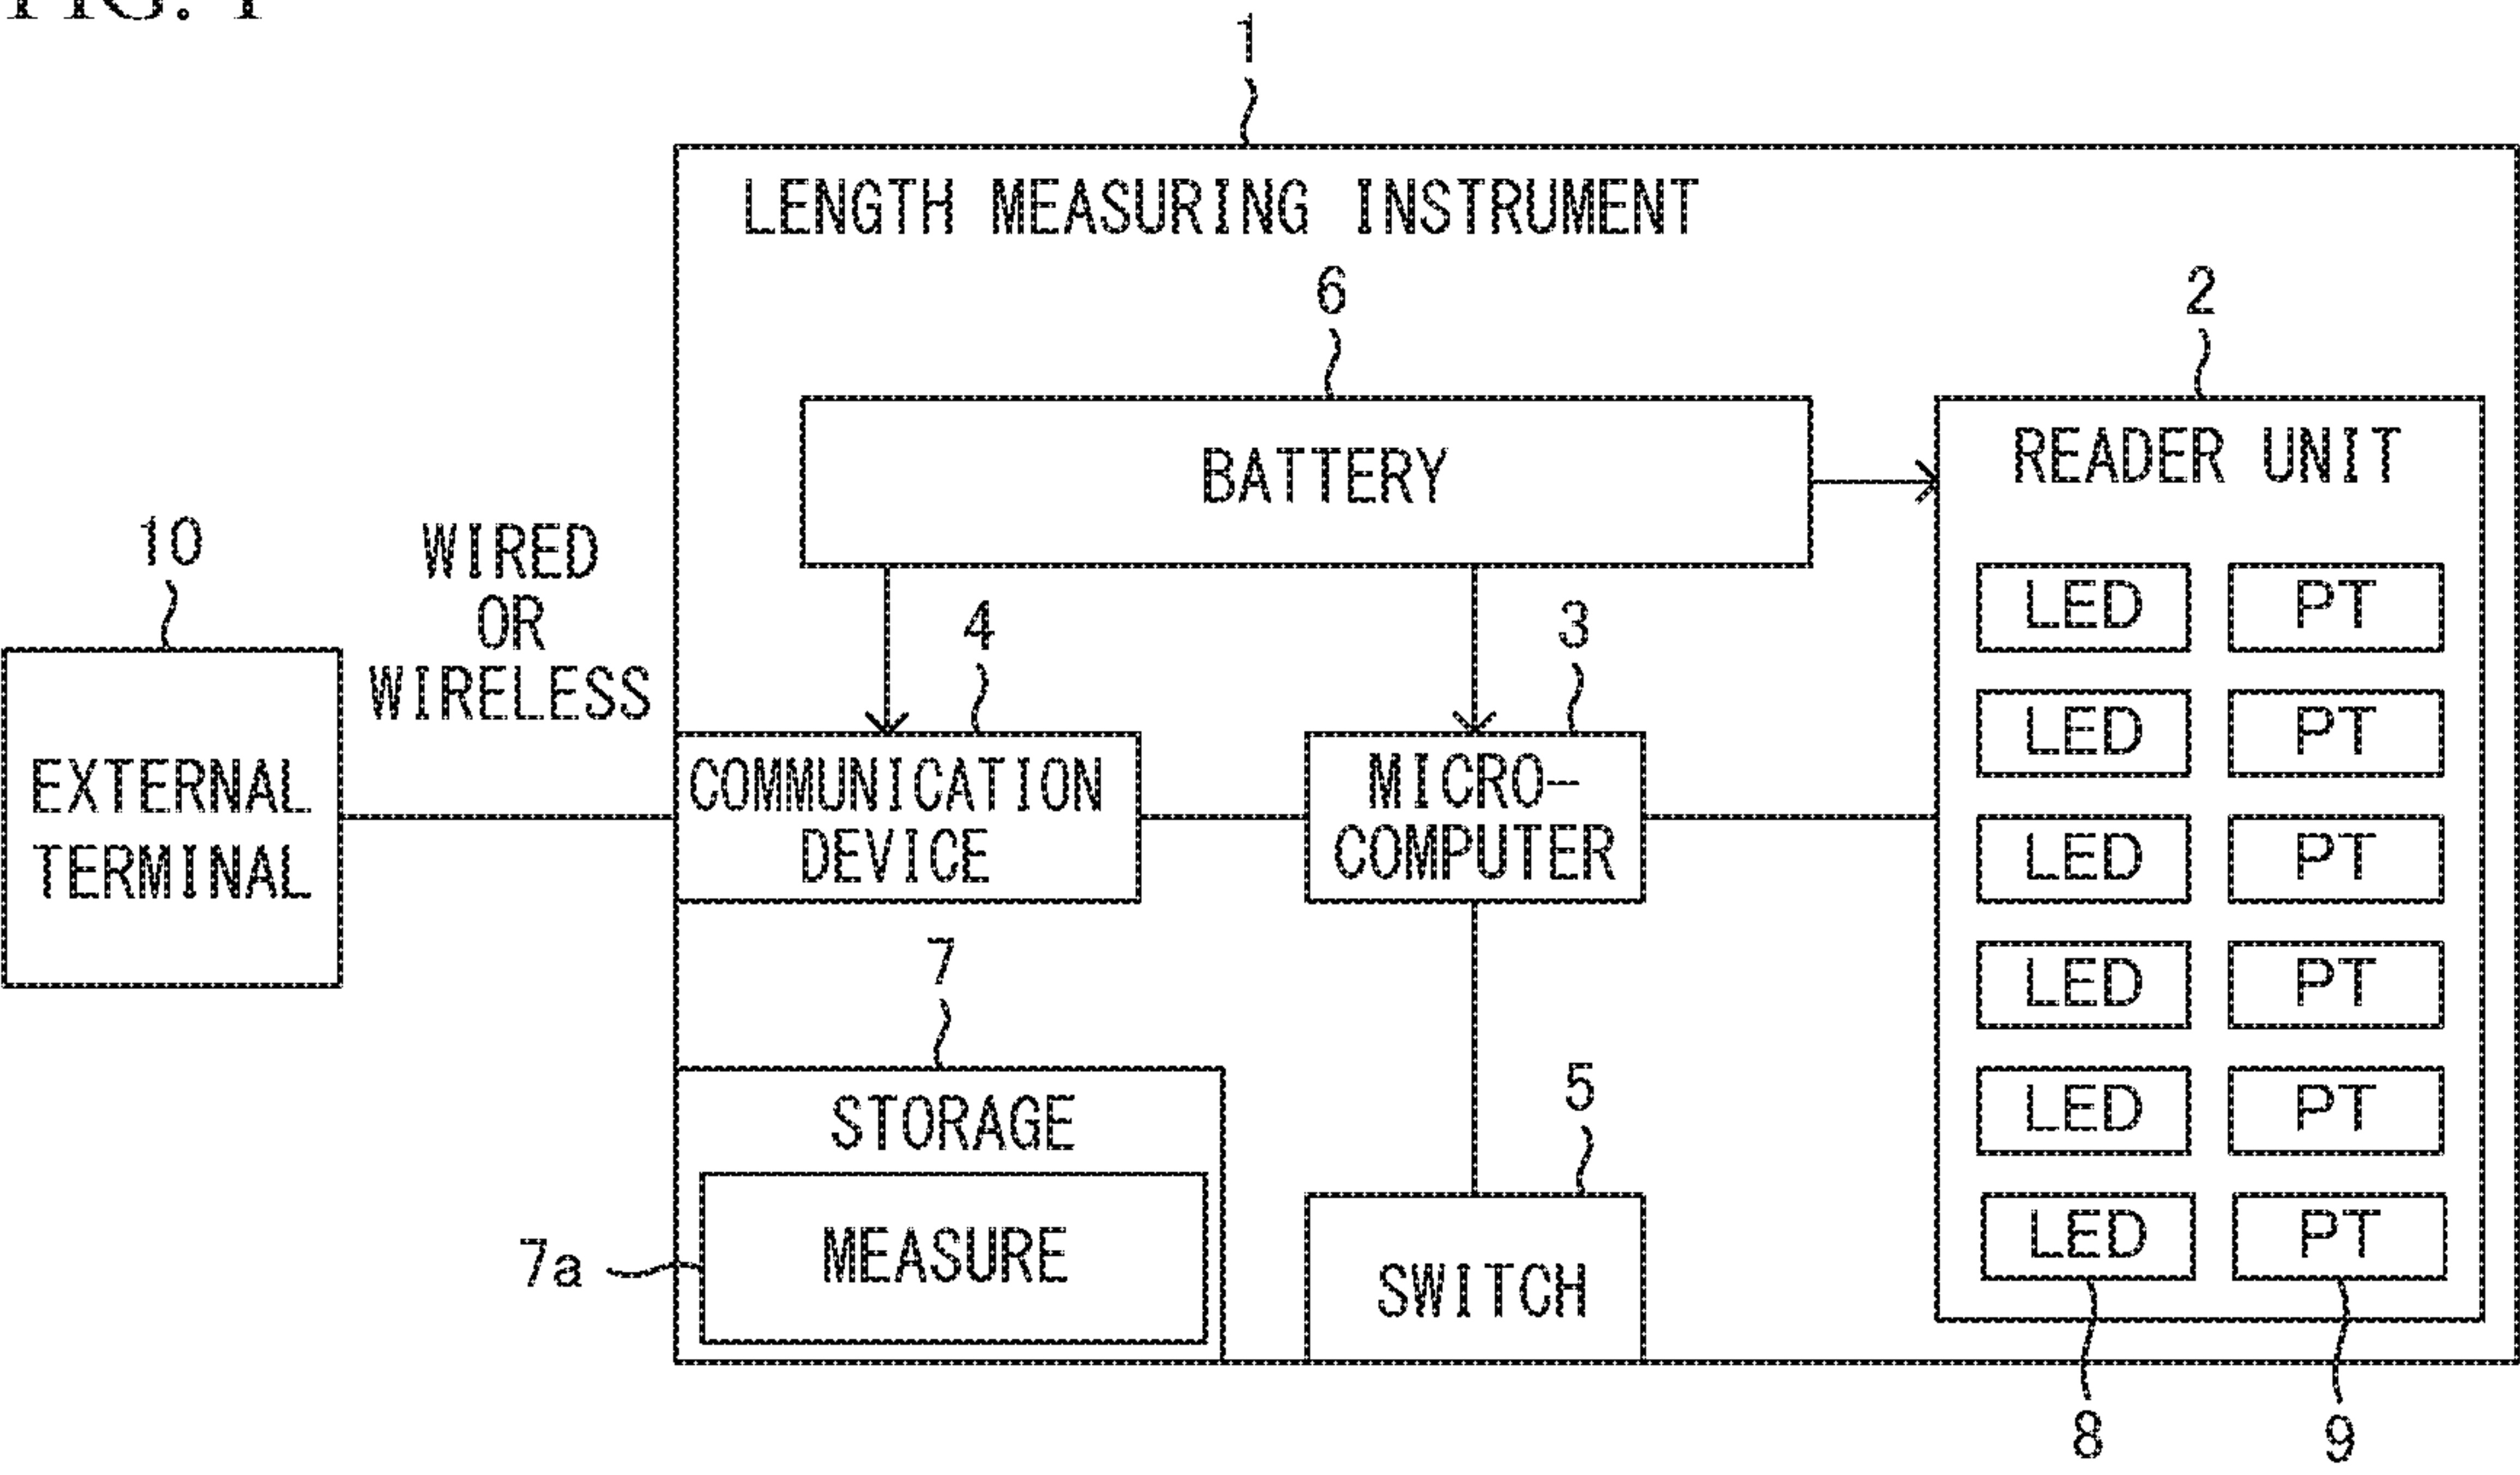 FIG. 1
1
LENGTH MEASURING INSTRUMENT
6
2
BATTERY
READER UNIT
10
WIRED
OR
WIRELESS
4
3
EXTERNAL
TERMINAL
COMMUNICATION
DEVICE
MICRO-
COMPUTER
LED PT
LED PT
LED PT
LED PT
LED PT
LED PT
7
STORAGE
5
7a
MEASURE
SWITCH
8
9